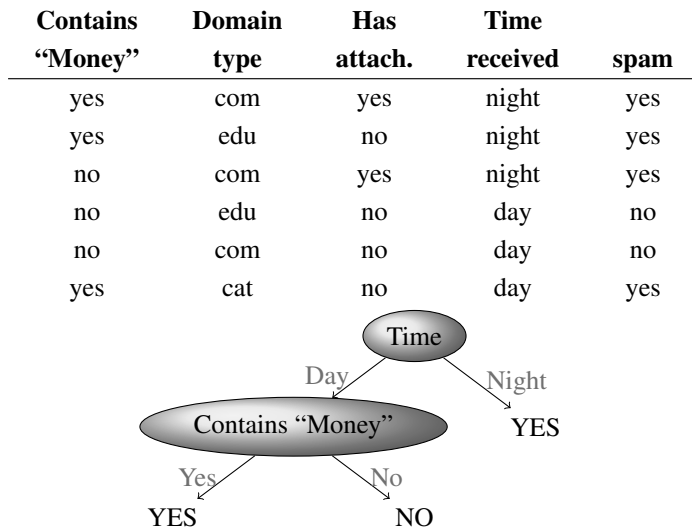 Contains Domain Has Time
“Money” type attach. received spam
yes com yes night yes
yes edu no night yes
no com yes night yes
no edu no day no
no com no day no
yes cat no day yes
Time
Day Night
Contains “Money” YES
Yes No
YES NO